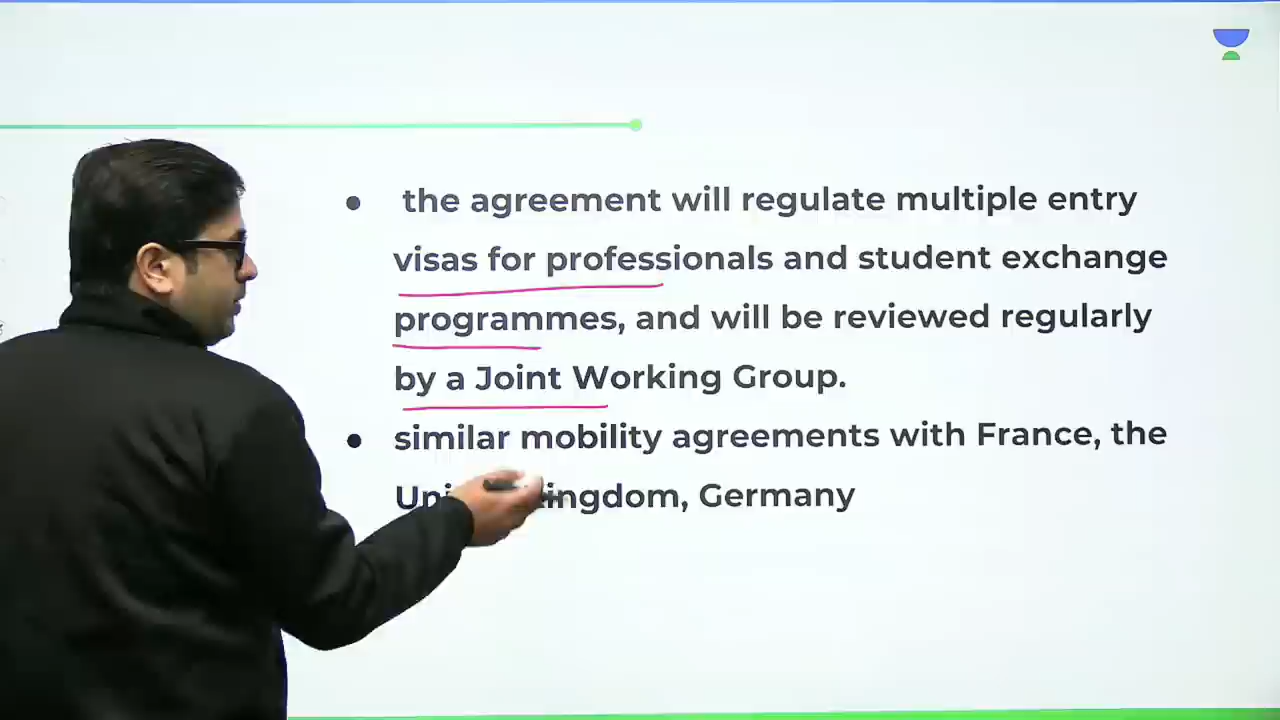 the agreement will regulate multiple entry
visas for professionals and student exchange
programmes, and will be reviewed regularly
by a Joint Working Group.
similar mobility agreements with France, the
Germany